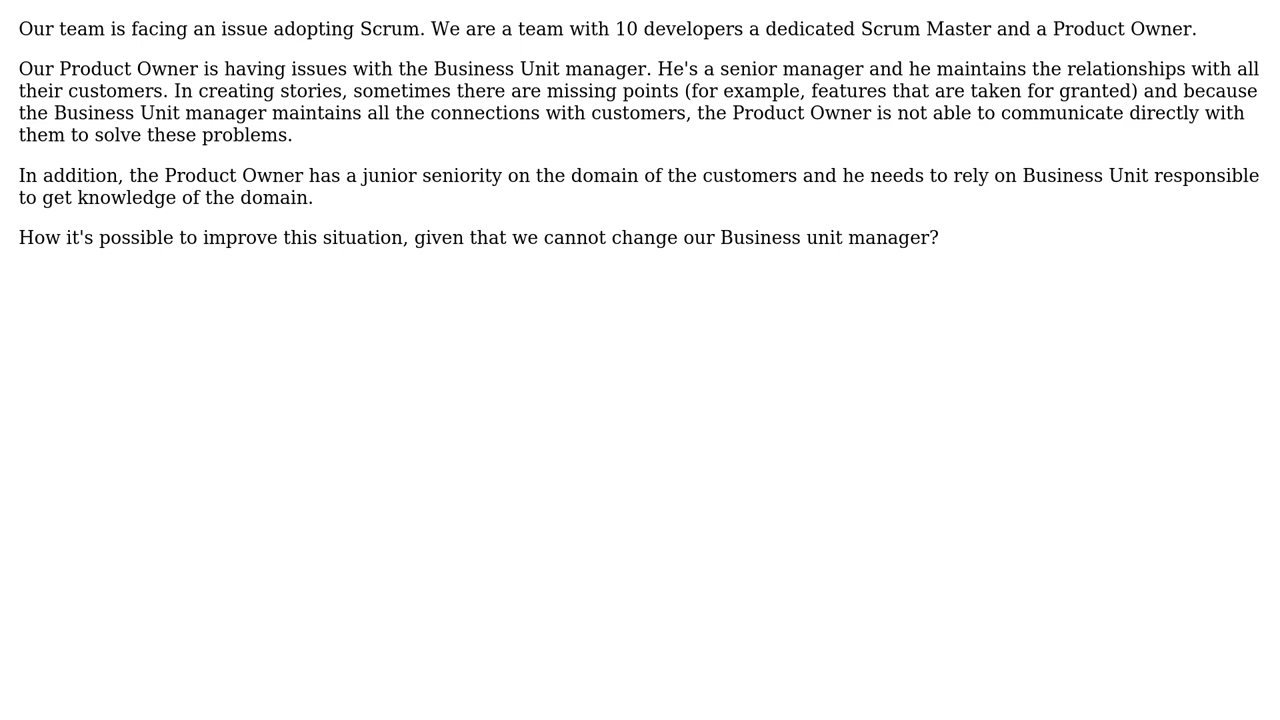 Our team is facing an issue adopting Scrum. We are a team with 10 developers a dedicated Scrum Master and a Product Owner.
Our Product Owner is having issues with the Business Unit manager. He's a senior manager and he maintains the relationships with all
their customers. In creating stories, sometimes there are missing points (for example, features that are taken for granted) and because
the Business Unit manager maintains all the connections with customers, the Product Owner is not able to communicate directly with
them to solve these problems.
In addition, the Product Owner has a junior seniority on the domain of the customers and he needs to rely on Business Unit responsible
to get knowledge of the domain.
How it's possible to improve this situation, given that we cannot change our Business unit manager?